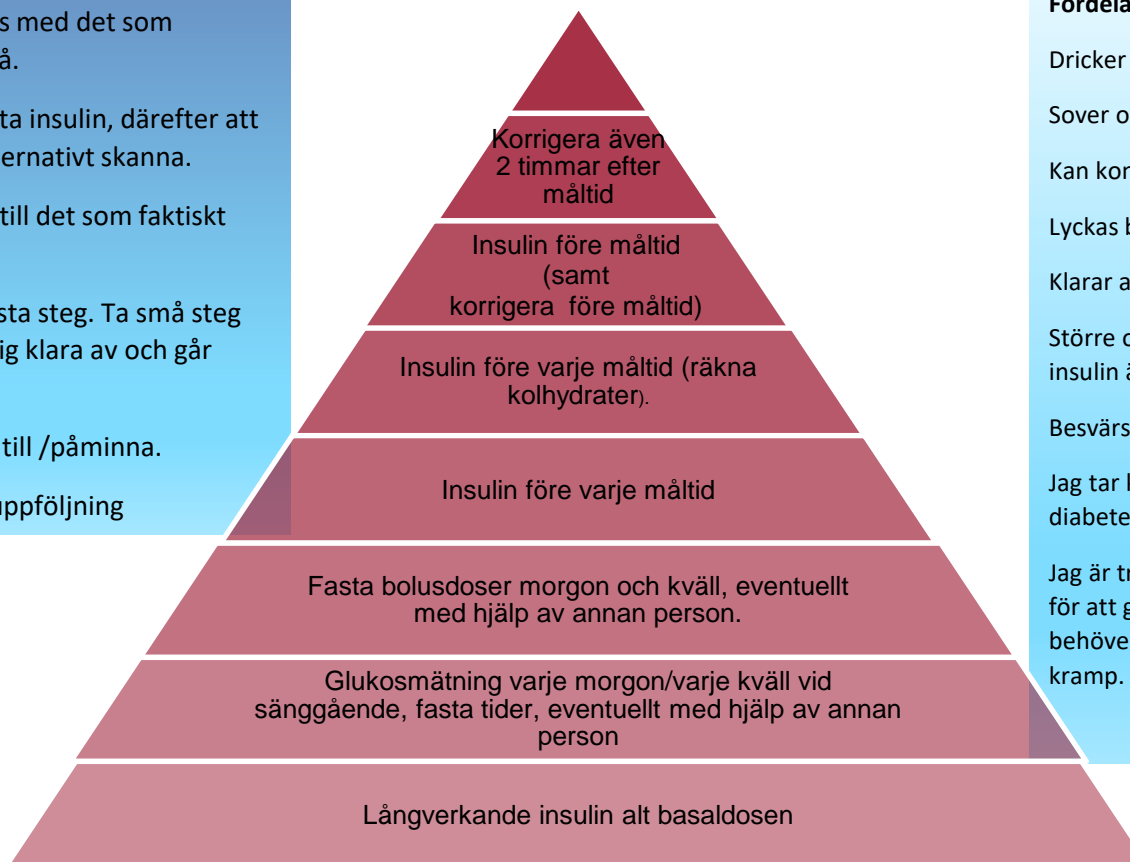 s med det som
å.
ta insulin, därefter att
ernativt skanna.
till det som faktiskt
sta steg. Ta små steg
ig klara av och går
till /påminna.
uppföljning
Korrigera även
2 timmar efter
måltid
Insulin före måltid
(samt
korrigera före måltid)
Insulin före varje måltid (räkna
kolhydrater).
Insulin före varje måltid
Fasta bolusdoser morgon och kväll, eventuellt
med hjälp av annan person.
Glukosmätning varje morgon/varje kväll vid
sänggående, fasta tider, eventuellt med hjälp av annan
person
Långverkande insulin alt basaldosen
Fördela
Dricker
Sover o
Kan kor
Lyckas b
Klarar a
Större c
insulin ä
Besvärs
Jag tar l
diabete
Jag är tr
för att g
behöve
kramp.